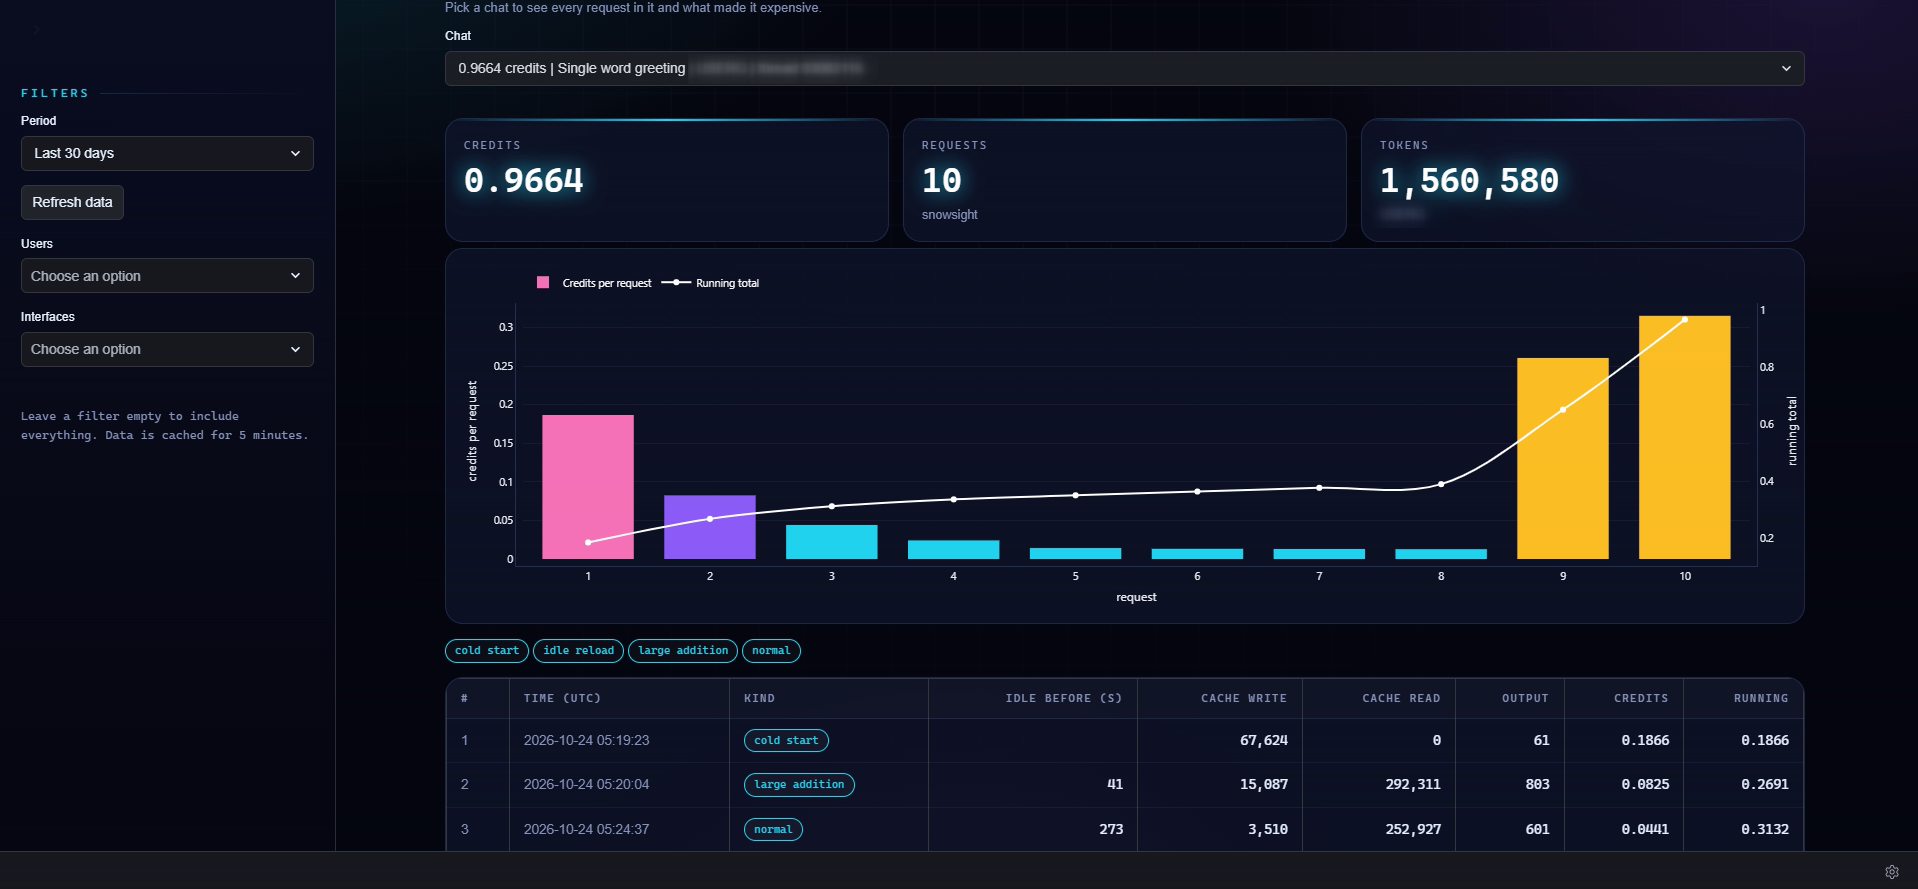 Pick a chat to see every request in it and what made it expensive.
Chat
0.9664 credits | Single word greeting
FILTERS
Period
Last 30 days
Refresh data
Users
Choose an option
Interfaces
Choose an option
Leave a filter empty to include
everything. Data is cached for 5 minutes.
CREDITS
0.9664
REQUESTS
10
snowsight
TOKENS
1,560,580
Credits per request Running total
credits per request
0.3
0.25
0.2
0.15
0.1
0.05
0
1
0.8
0.6
0.4
0.2
running total
1 2 3 4 5 6 7 8 9 10
request
cold start idle reload large addition normal
# TIME (UTC) KIND IDLE BEFORE (S) CACHE WRITE CACHE READ OUTPUT CREDITS RUNNING
1 2026-10-24 05:19:23 cold start 67,624 0 61 0.1866 0.1866
2 2026-10-24 05:20:04 large addition 41 15,087 292,311 803 0.0825 0.2691
3 2026-10-24 05:24:37 normal 273 3,510 252,927 601 0.0441 0.3132